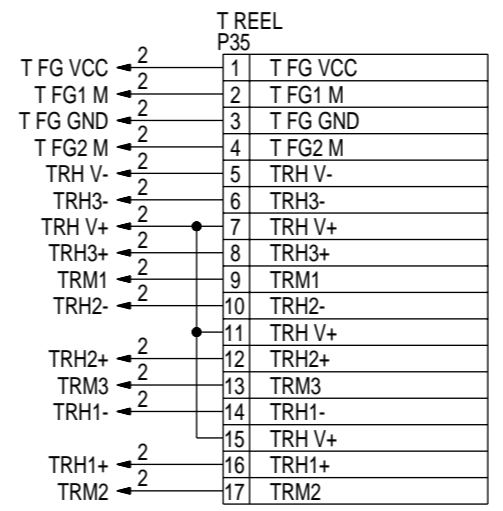 T REEL
P35
T FG VCC 2 1 T FG VCC
T FG1 M 2 2 T FG1 M
T FG GND 2 3 T FG GND
T FG2 M 2 4 T FG2 M
TRH V- 2 5 TRH V-
TRH3- 2 6 TRH3-
TRH V+ 2 7 TRH V+
TRH3+ 2 8 TRH3+
TRM1 2 9 TRM1
TRH2- 2 10 TRH2-
11 TRH V+
TRH2+ 2 12 TRH2+
TRM3 2 13 TRM3
TRH1- 2 14 TRH1-
15 TRH V+
TRH1+ 2 16 TRH1+
TRM2 2 17 TRM2